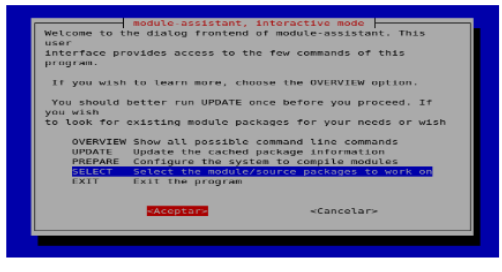 module-assistant, interactive mode
Welcome to the dialog frontend of module-assistant. This
user
interface provides access to the few commands of this
program.
If you wish to learn more, choose the OVERVIEW option.
You should better run UPDATE once before you proceed. If
you wish
to look for existing module packages for your needs or wish
OVERVIEW Show all possible command line commands
UPDATE Update the cached package information
PREPARE Configure the system to compile modules
SELECT Select the module/source packages to work on
EXIT Exit the program
<Aceptar> <Cancelar>